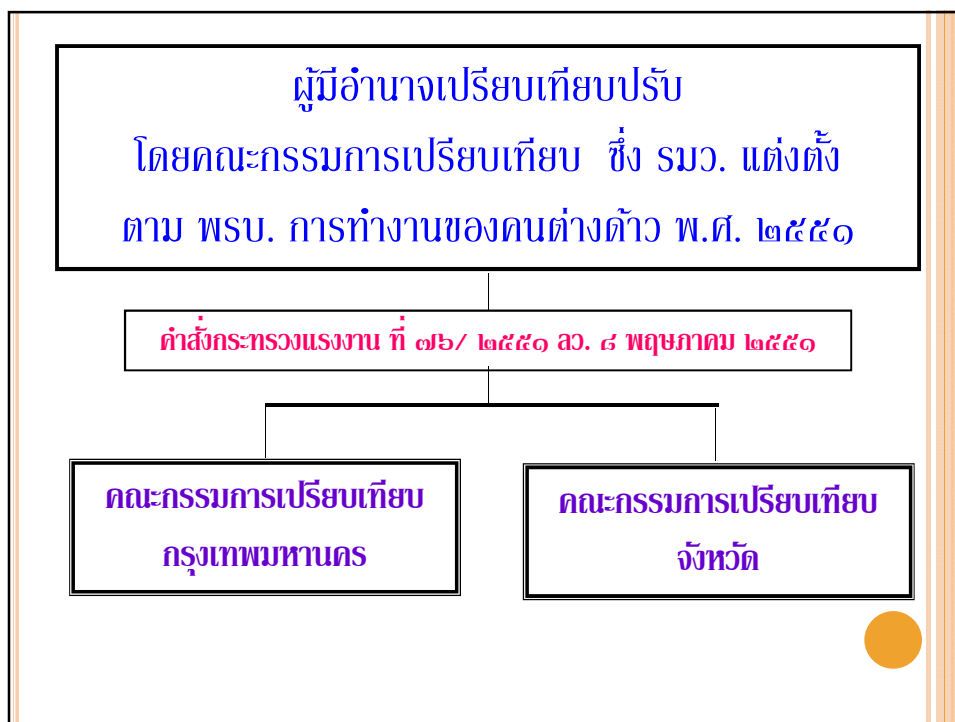 ผู้มีอำนาจเปรียบเทียบปรับ
โดยคณะกรรมการเปรียบเทียบ ซึ่ง รมว. แต่งตั้ง
ตาม พรบ. การทำงานของคนต่างด้าว พ.ศ. ๒๕๕๑
คำสั่งกระทรวงแรงงาน ที่ ๗๖/ ๒๕๕๑ ลว. ๘ พฤษภาคม ๒๕๕๑
คณะกรรมการเปรียบเทียบ
กรุงเทพมหานคร
คณะกรรมการเปรียบเทียบ
จังหวัด